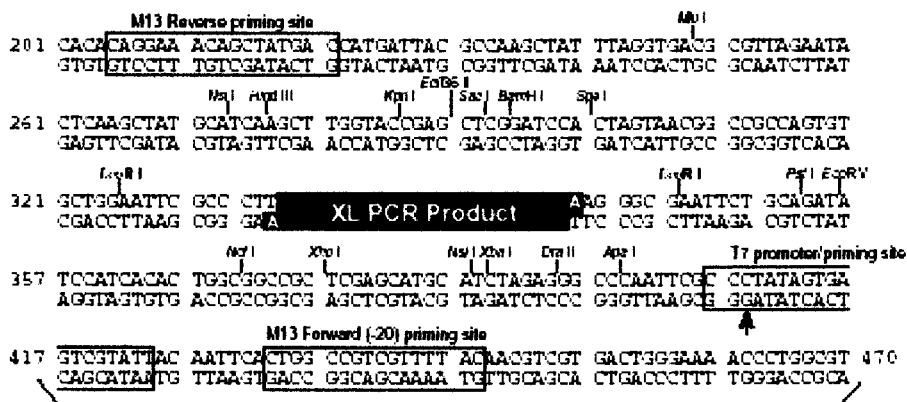 M13 Reverse priming site
Mlu I
201 CACACAGGAA ACAGCTATGAC CATGATTAC GCCAAGCTAT TTAGGTGACG CGTTAGAATA
GTGTGTCCTT TGTCGATACT GGTACTAATG CGGTTCGATA AATCCACTGC GCAATCTTAT
Nsi I Hind III Kpn I Eco136 II Sac I BamH I Spe I
261 CTCAAGCTAT GCATCAAGCT TGGTACCGAG CTCGGATCCA CTAGTAACGG CCGCCAGTGT
GAGTTCGATA CGTAGTTCGA ACCATGGCTC GAGCCTAGGT GATCATTGCC GGCGGTCACA
EcoR I EcoR I Pst I EcoR V
321 GCTGGAATTC GCC CTT XL PCR Product AAG GGC GAATTCT GCAGATA
CGACCTTAAG CGG GAA TTC CCG CTTAAGA CGTCTAT
Not I Xho I Nsi I Xba I Dra II Apa I T7 promoter/priming site
357 TCCATCACAC TGGCGGCCGC TCGAGCATGC ATCTAGAGGG CCCAATTCGC CCTATAGTGA
AGGTAGTGTG ACCGCCGGCG AGCTCGTACG TAGATCTCCC GGGTTAAGCG GGATATCACT
M13 Forward (-20) priming site
417 GTCGTATTAC AATTCACTGG CCGTCGTTTT ACAACGTCGT GACTGGGAAA ACCCTGGCGT 470
CAGCATAATG TTAAGTGACC GGCAGCAAAA TGTTGCAGCA CTGACCCTTT TGGGACCGCA